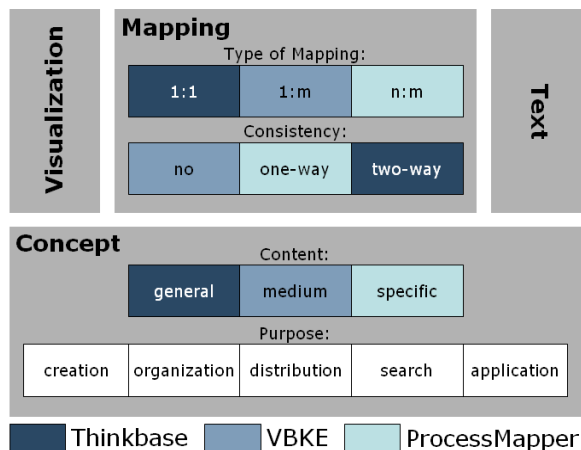 Visualization
Mapping
Type of Mapping:
1:1 1:m n:m
Consistency:
no one-way two-way
Text
Concept
Content:
general medium specific
Purpose:
creation organization distribution search application
Thinkbase VBKE ProcessMapper